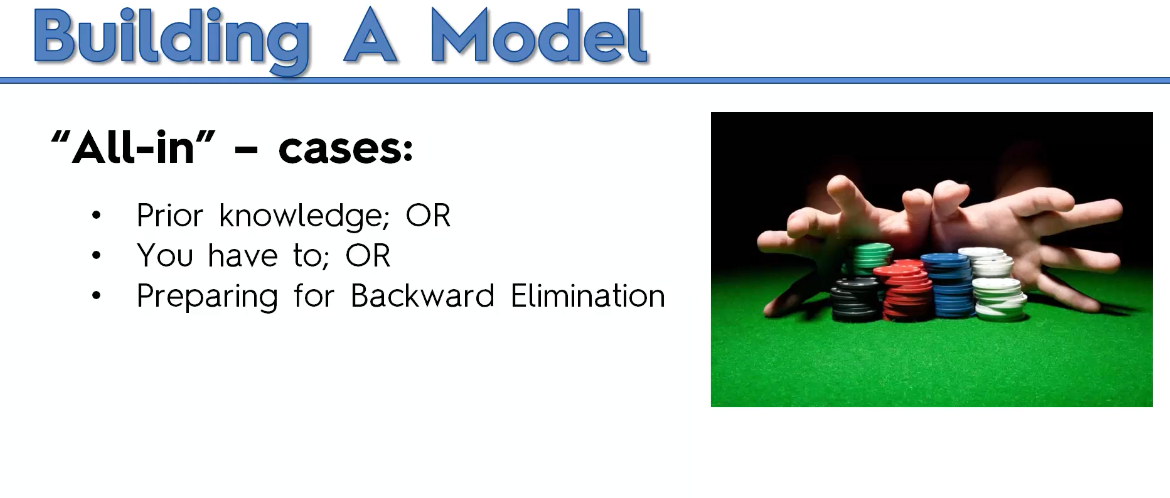 Building A Model
“All-in” – cases:
• Prior knowledge; OR
• You have to; OR
• Preparing for Backward Elimination